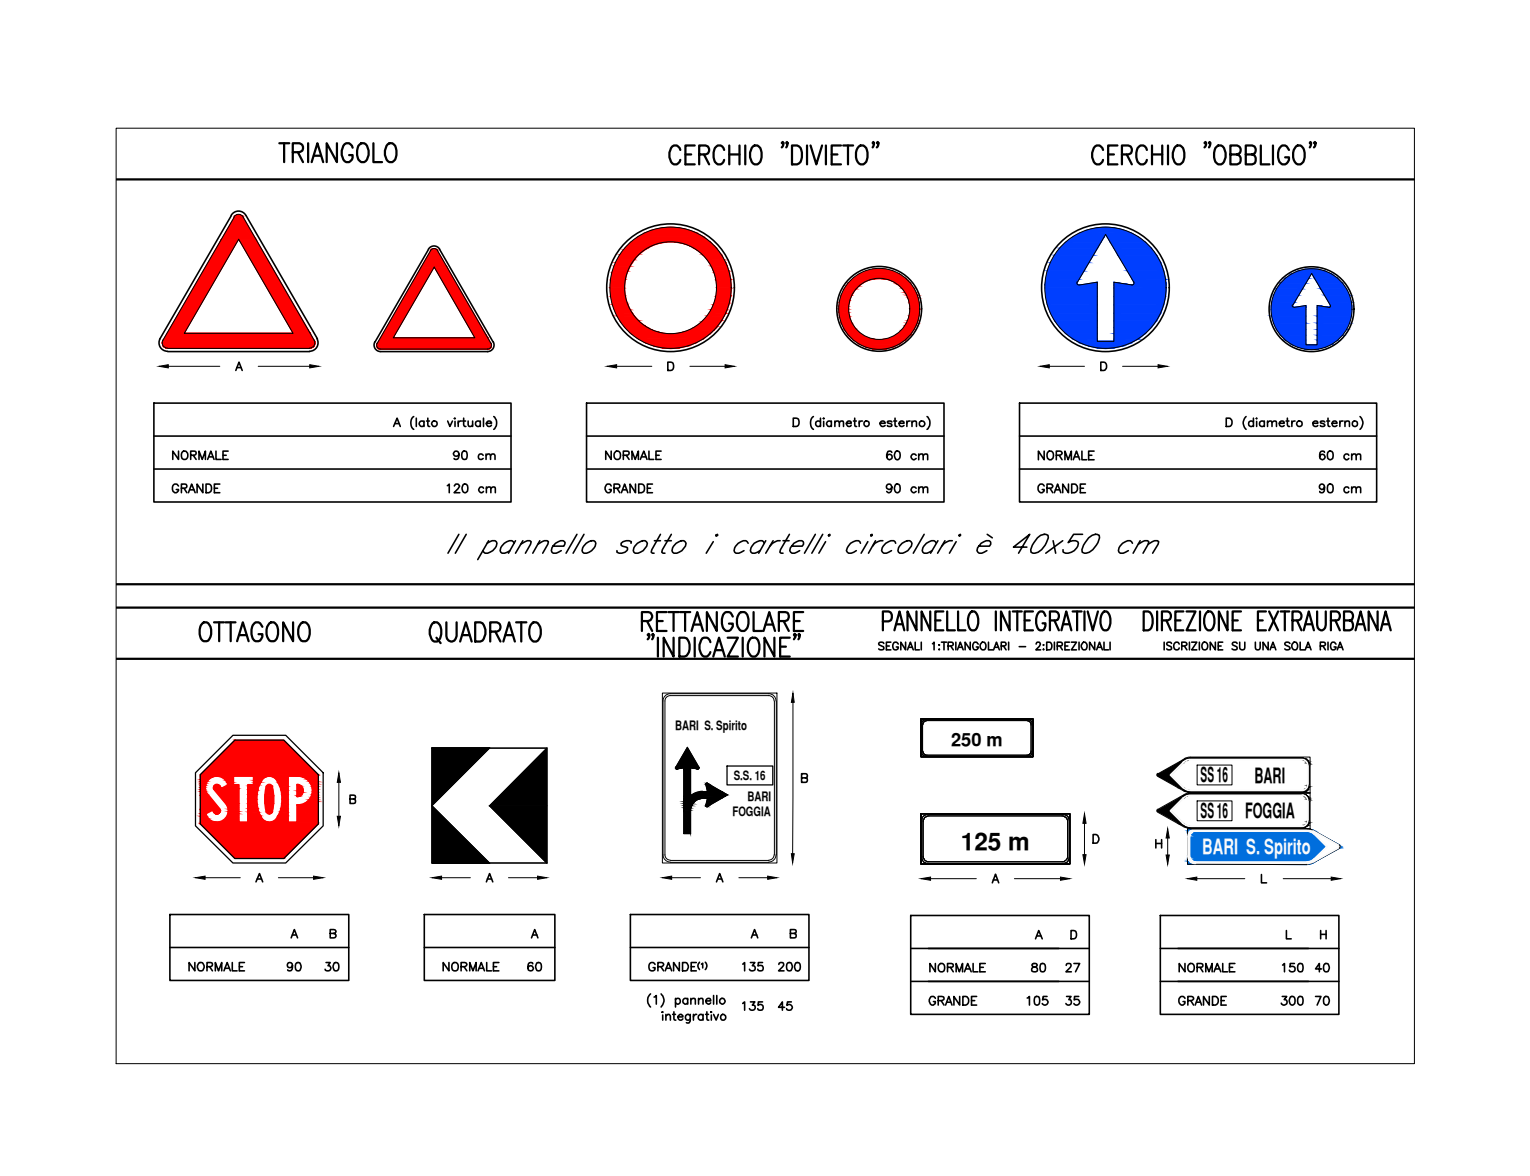 TRIANGOLO
CERCHIO "DIVIETO"
CERCHIO "OBBLIGO"
A
D
D
A (lato virtuale)
NORMALE 90 cm
GRANDE 120 cm
D (diametro esterno)
NORMALE 60 cm
GRANDE 90 cm
D (diametro esterno)
NORMALE 60 cm
GRANDE 90 cm
Il pannello sotto i cartelli circolari è 40x50 cm
OTTAGONO
QUADRATO
RETTANGOLARE
"INDICAZIONE"
PANNELLO INTEGRATIVO
SEGNALI 1:TRIANGOLARI - 2:DIREZIONALI
DIREZIONE EXTRAURBANA
ISCRIZIONE SU UNA SOLA RIGA
STOP
B
A
A
BARI S. Spirito
S.S. 16
BARI
FOGGIA
B
A
250 m
125 m
D
A
SS 16 BARI
SS 16 FOGGIA
BARI S. Spirito
H
L
A B
NORMALE 90 30
A
NORMALE 60
A B
GRANDE(1) 135 200
(1) pannello
integrativo
135 45
A D
NORMALE 80 27
GRANDE 105 35
L H
NORMALE 150 40
GRANDE 300 70